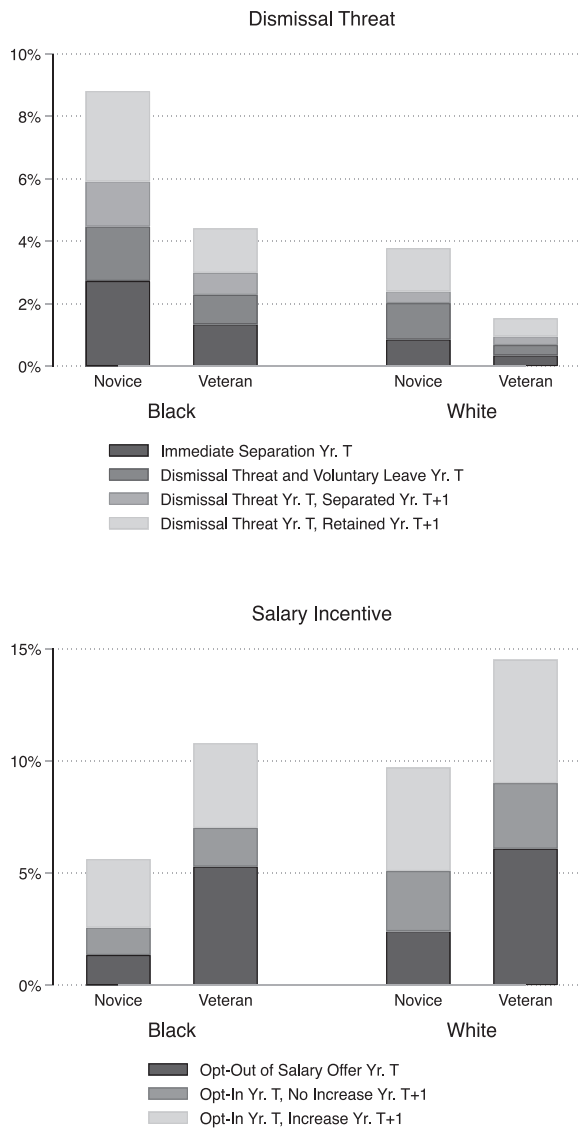 Dismissal Threat
10%
8%
6%
4%
2%
0%
Novice Veteran Novice Veteran
Black White
Immediate Separation Yr. T
Dismissal Threat and Voluntary Leave Yr. T
Dismissal Threat Yr. T, Separated Yr. T+1
Dismissal Threat Yr. T, Retained Yr. T+1
Salary Incentive
15%
10%
5%
0%
Novice Veteran Novice Veteran
Black White
Opt-Out of Salary Offer Yr. T
Opt-In Yr. T, No Increase Yr. T+1
Opt-In Yr. T, Increase Yr. T+1